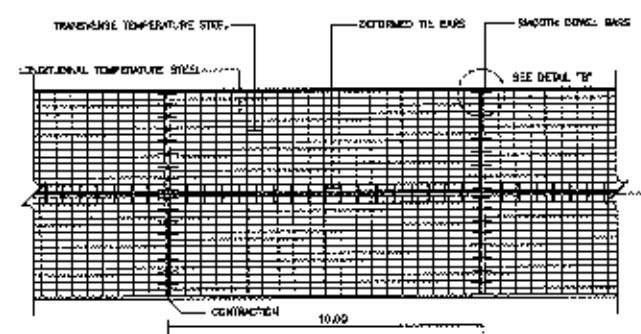 TRANSVERSE TEMPERATURE STEEL
DEFORMED TIE BARS
SMOOTH DOWEL BARS
LONGITUDINAL TEMPERATURE STEEL
SEE DETAIL "B"
CONTRACTION
10.00